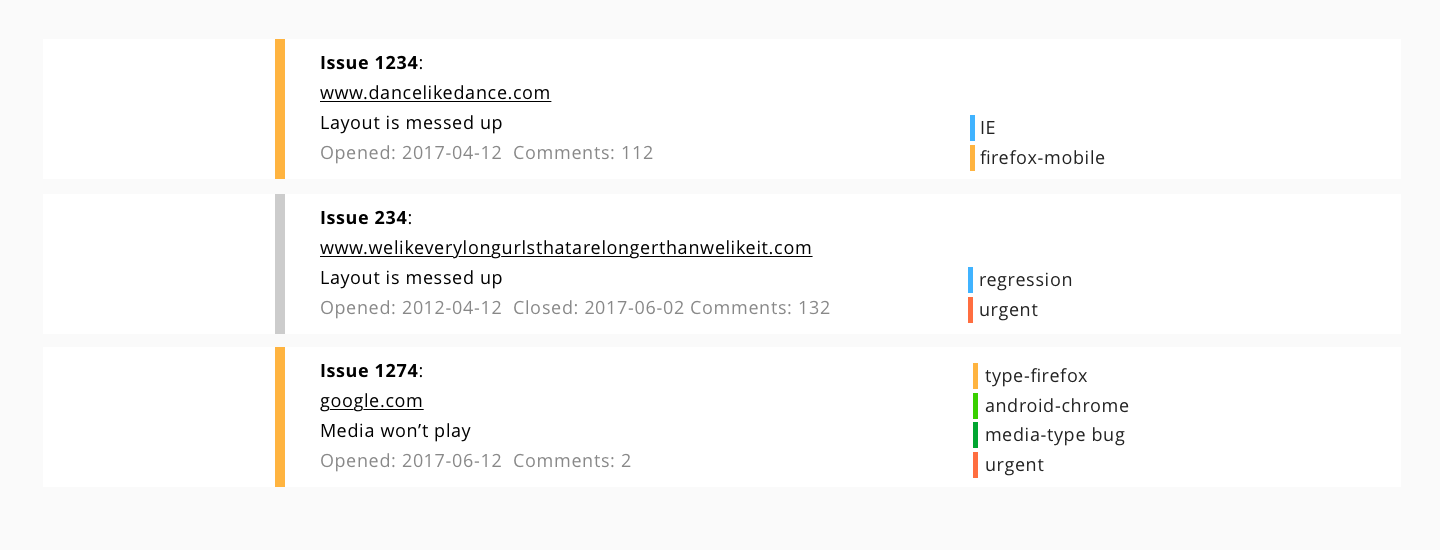 Issue 1234:
www.dancelikedance.com
Layout is messed up
Opened: 2017-04-12  Comments: 112
IE
firefox-mobile
Issue 234:
www.welikeverylongurlsthatarelongerthanwelikeit.com
Layout is messed up
Opened: 2012-04-12  Closed: 2017-06-02 Comments: 132
regression
urgent
Issue 1274:
google.com
Media won’t play
Opened: 2017-06-12  Comments: 2
type-firefox
android-chrome
media-type bug
urgent